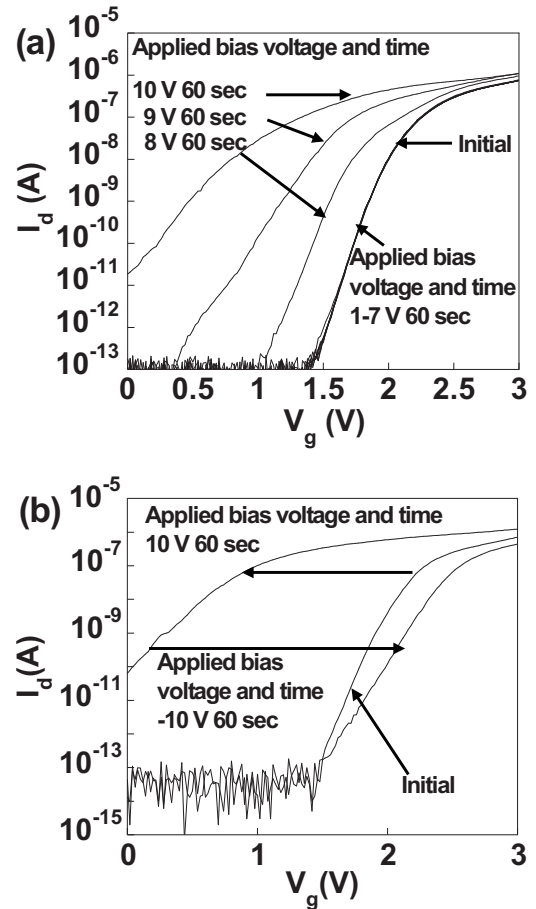 (a)
10^-5
10^-6
10^-7
10^-8
10^-9
10^-10
10^-11
10^-12
10^-13
I_d (A)
Applied bias voltage and time
10 V 60 sec
9 V 60 sec
8 V 60 sec
Initial
Applied bias
voltage and time
1-7 V 60 sec
0 0.5 1 1.5 2 2.5 3
V_g (V)
(b)
10^-5
10^-7
10^-9
10^-11
10^-13
10^-15
I_d(A)
Applied bias voltage and time
10 V 60 sec
Applied bias
voltage and time
-10 V 60 sec
Initial
0 1 2 3
V_g(V)